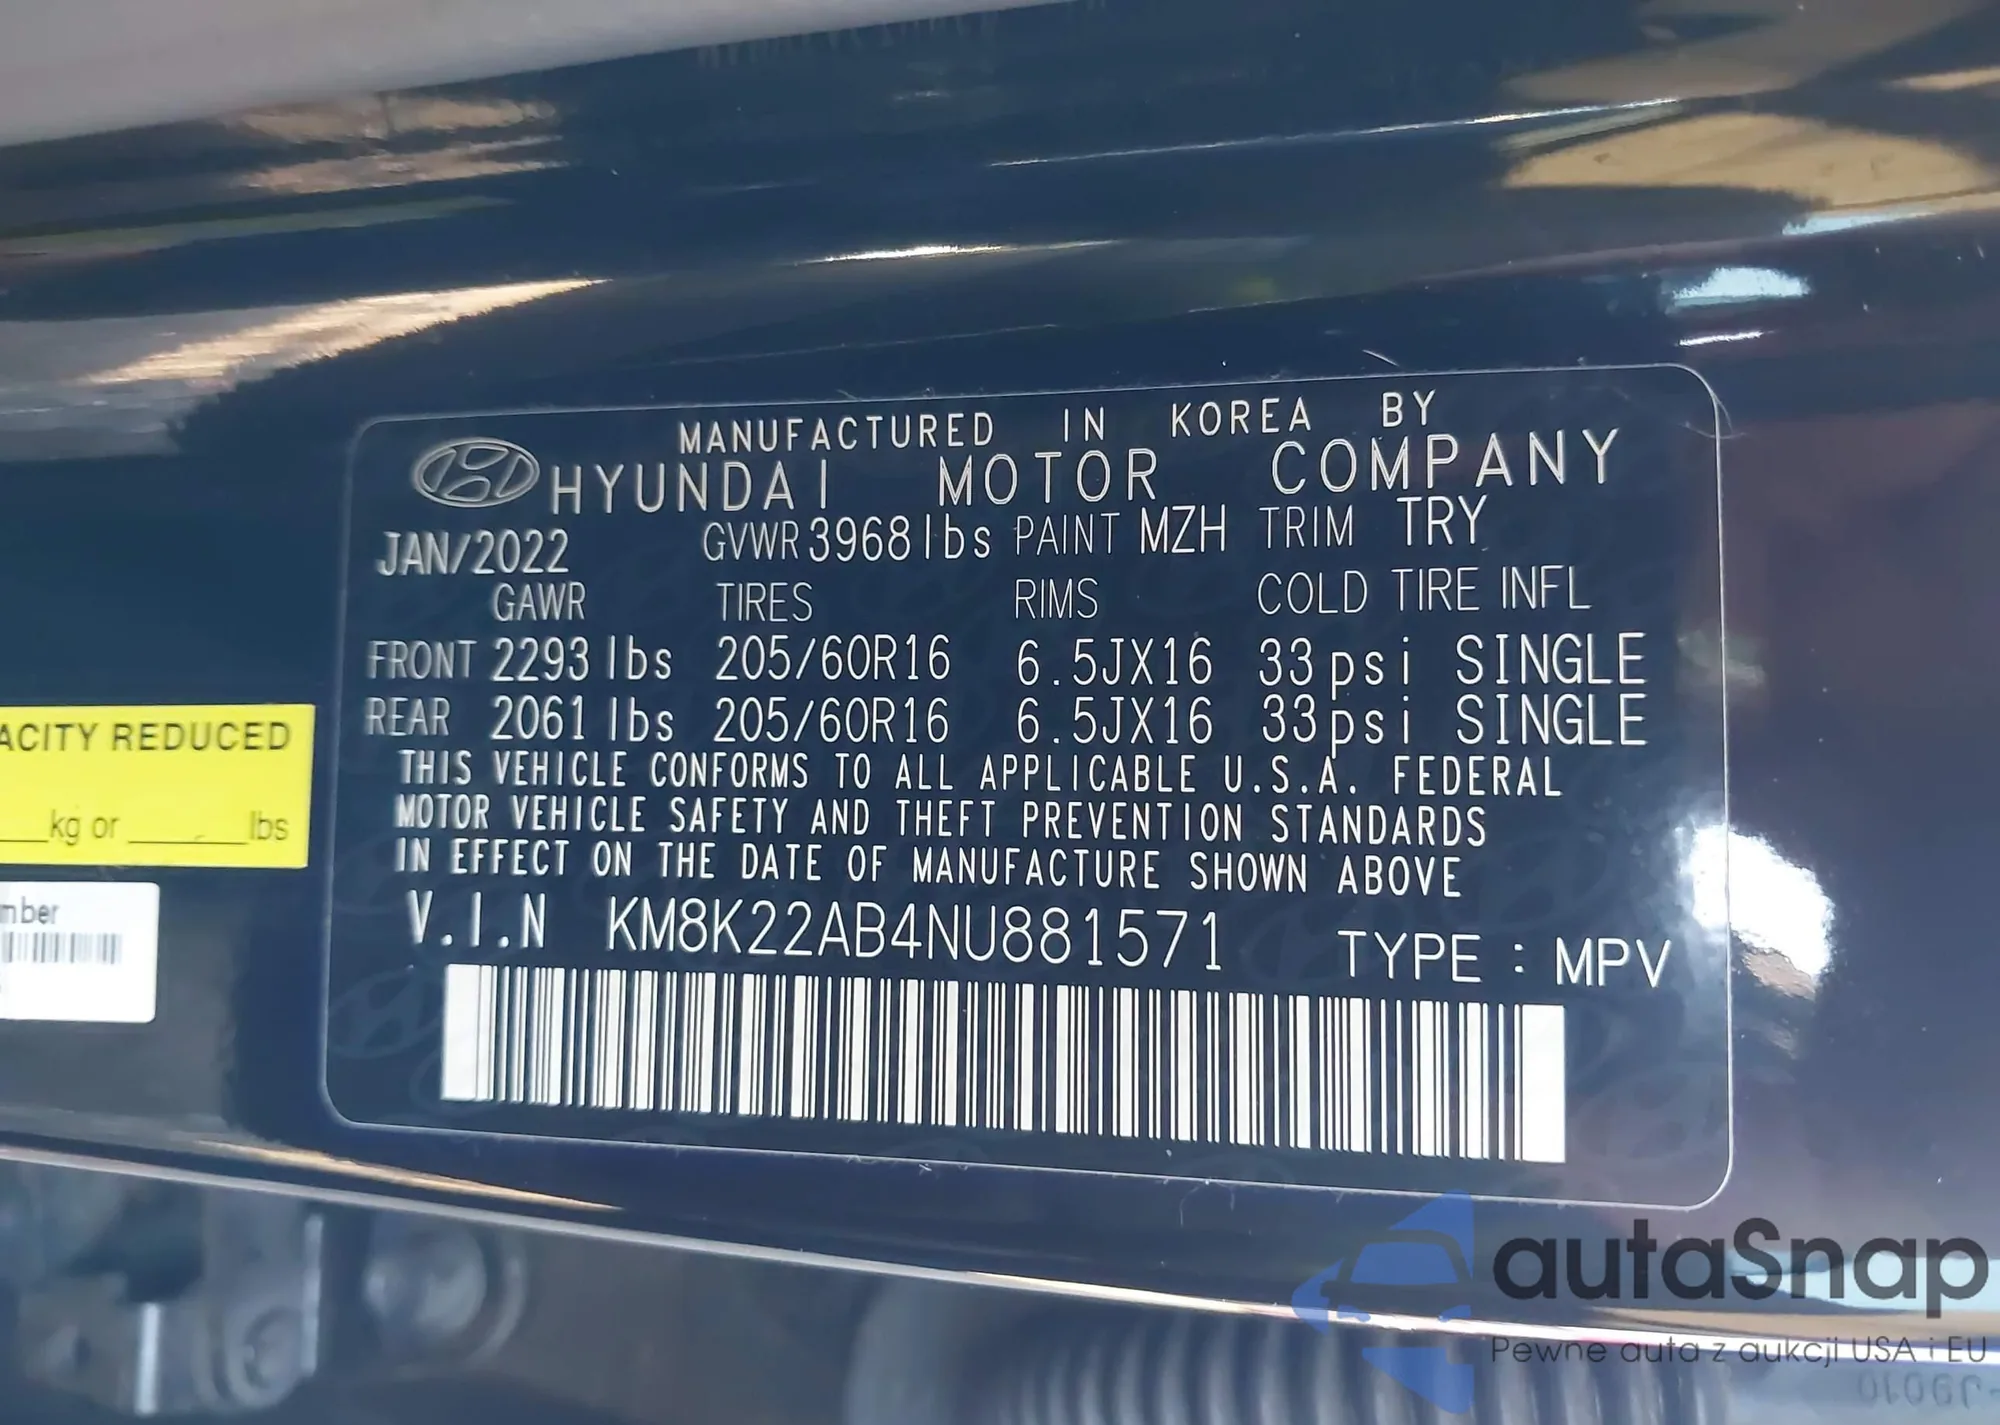 MANUFACTURED IN KOREA BY
HYUNDAI MOTOR COMPANY
JAN/2022 GVWR 3968 lbs PAINT MZH TRIM TRY
GAWR TIRES RIMS COLD TIRE INFL
FRONT 2293 lbs 205/60R16 6.5JX16 33psi SINGLE
REAR 2061 lbs 205/60R16 6.5JX16 33psi SINGLE
THIS VEHICLE CONFORMS TO ALL APPLICABLE U.S.A. FEDERAL
MOTOR VEHICLE SAFETY AND THEFT PREVENTION STANDARDS
IN EFFECT ON THE DATE OF MANUFACTURE SHOWN ABOVE
V.I.N KM8K22AB4NU881571 TYPE : MPV
ACITY REDUCED
kg or lbs
mber
autaSnap
Pewne auta z aukcji USA i EU